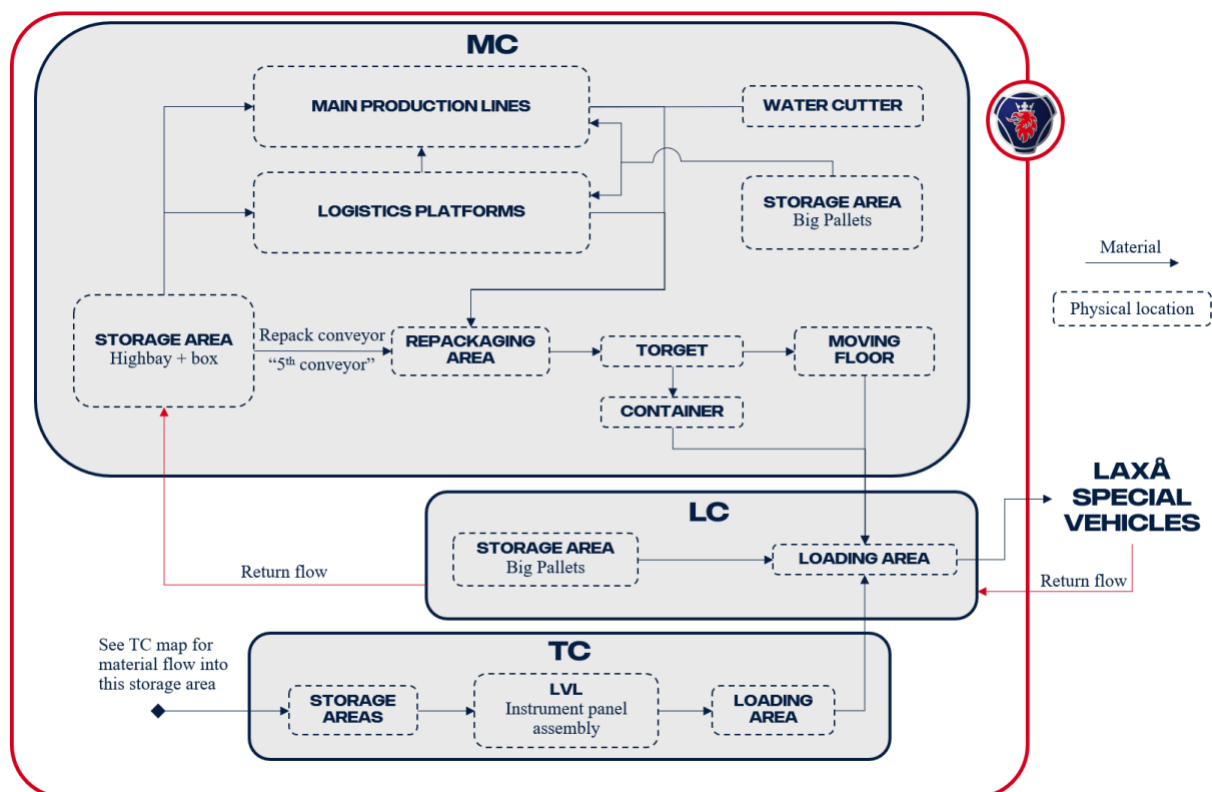 MC
MAIN PRODUCTION LINES
WATER CUTTER
STORAGE AREA
Big Pallets
LOGISTICS PLATFORMS
Material
Physical location
STORAGE AREA
Highbay + box
Repack conveyor
“5th conveyor”
REPACKAGING
AREA
TORGET
MOVING
FLOOR
CONTAINER
LAXÅ
SPECIAL
VEHICLES
LC
STORAGE AREA
Big Pallets
LOADING AREA
Return flow
Return flow
TC
See TC map for
material flow into
this storage area
STORAGE
AREAS
LVL
Instrument panel
assembly
LOADING
AREA